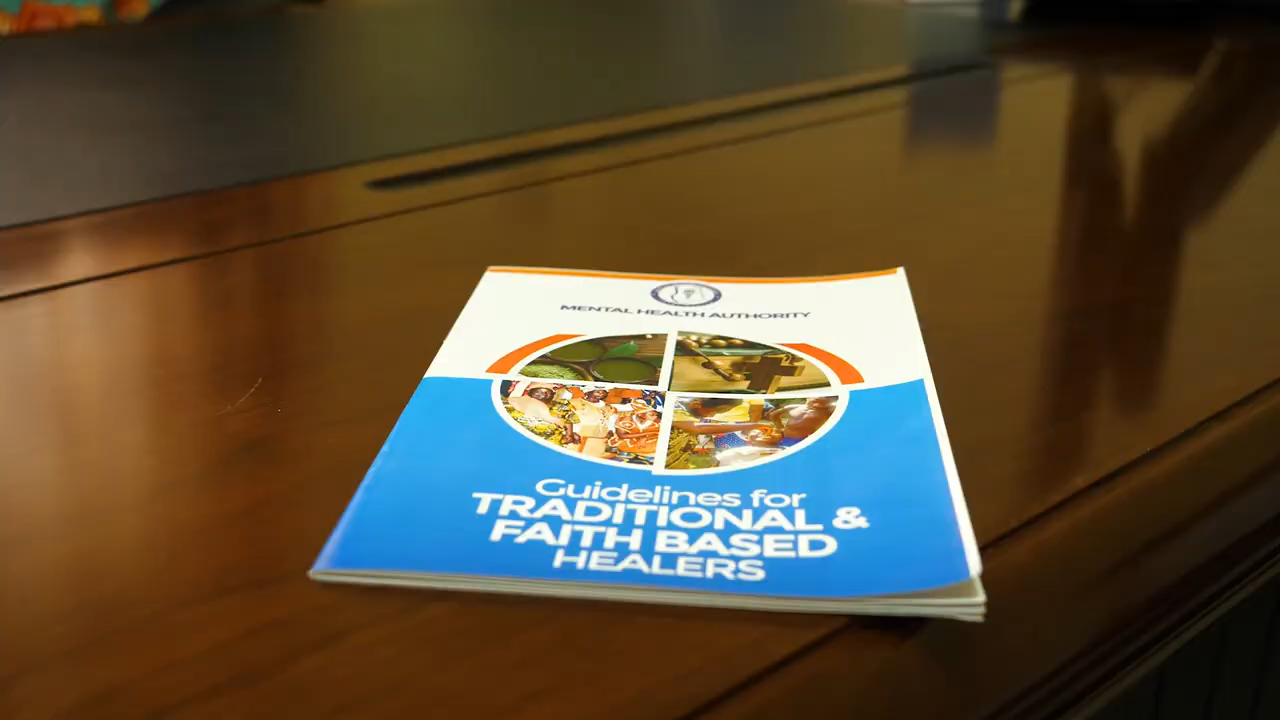 MENTAL HEALTH AUTHORITY
Guidelines for
TRADITIONAL &
FAITH BASED
HEALERS